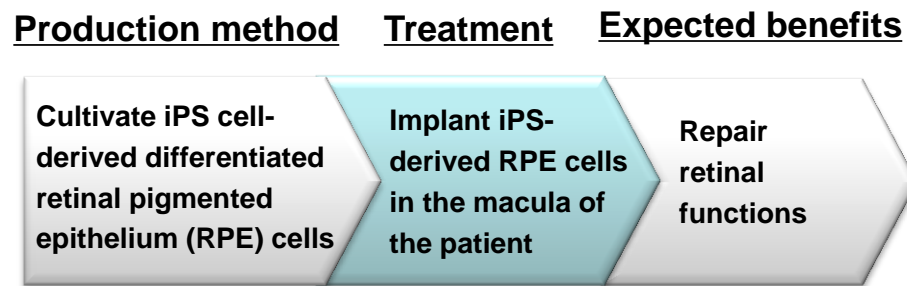 Production method Treatment Expected benefits
Cultivate iPS cell-
derived differentiated
retinal pigmented
epithelium (RPE) cells
Implant iPS-
derived RPE cells
in the macula of
the patient
Repair
retinal
functions